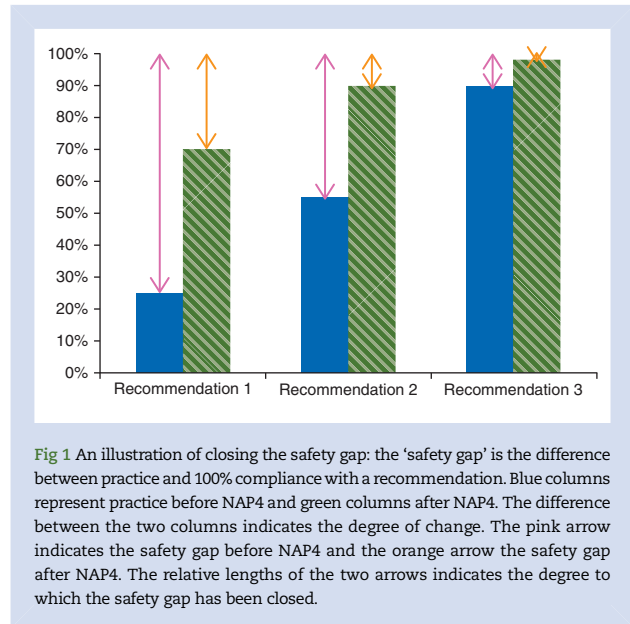 100%
90%
80%
70%
60%
50%
40%
30%
20%
10%
0%
Recommendation 1 Recommendation 2 Recommendation 3
Fig 1 An illustration of closing the safety gap: the ‘safety gap’ is the difference
between practice and 100% compliance with a recommendation. Blue columns
represent practice before NAP4 and green columns after NAP4. The difference
between the two columns indicates the degree of change. The pink arrow
indicates the safety gap before NAP4 and the orange arrow the safety gap
after NAP4. The relative lengths of the two arrows indicates the degree to
which the safety gap has been closed.